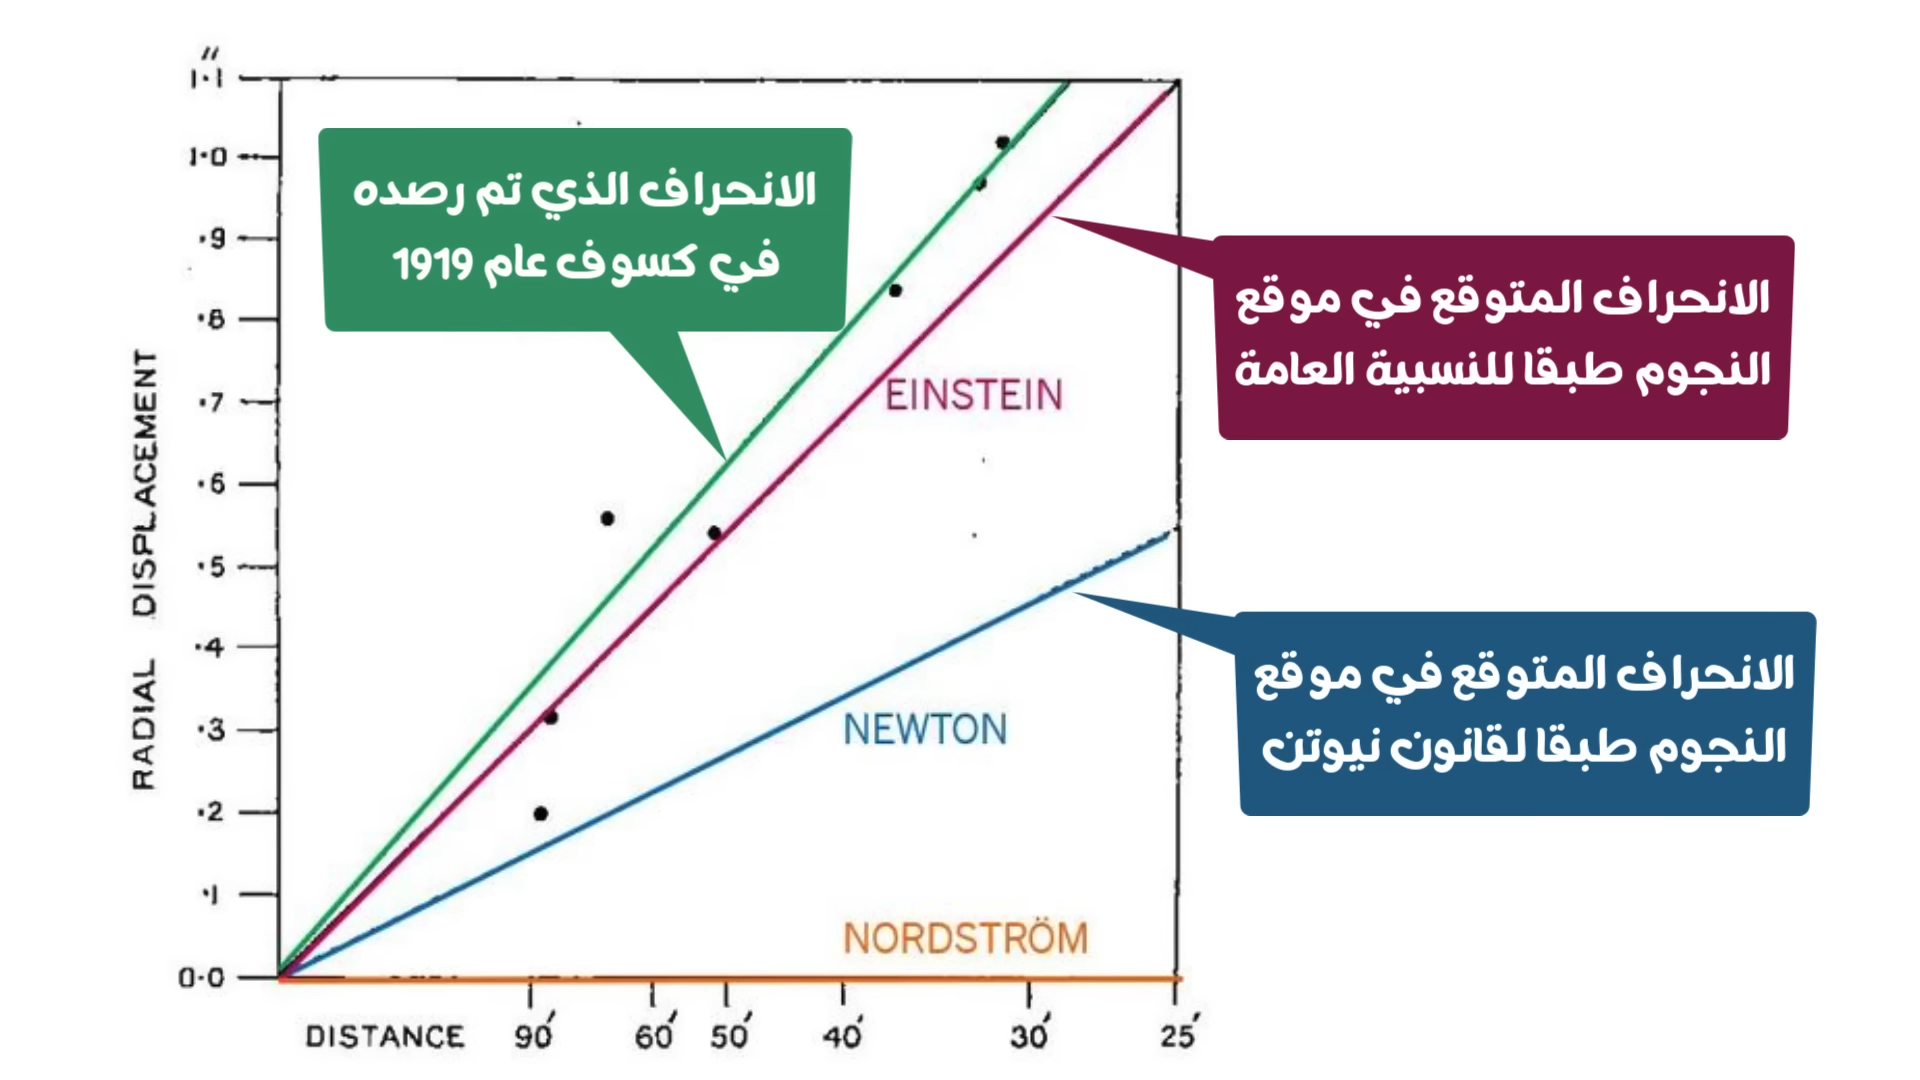 "
1·1
1·0
·9
·8
·7
·6
·5
·4
·3
·2
·1
0·0
RADIAL DISPLACEMENT
الانحراف الذي تم رصده
في كسوف عام 1919
الانحراف المتوقع في موقع
النجوم طبقا للنسبية العامة
EINSTEIN
الانحراف المتوقع في موقع
النجوم طبقا لقانون نيوتن
NEWTON
NORDSTRÖM
DISTANCE 90′ 60′ 50′ 40′ 30′ 25′